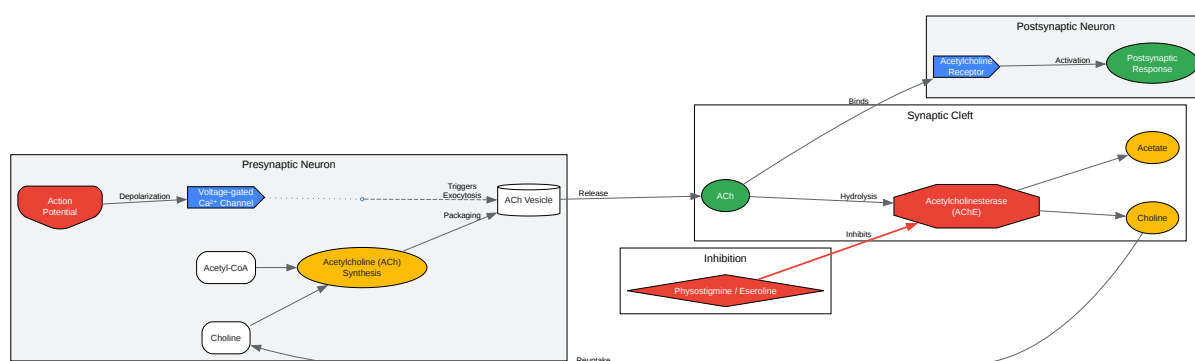 Postsynaptic Neuron
Acetylcholine
Receptor
Activation
Postsynaptic
Response
Binds
Synaptic Cleft
Acetate
Presynaptic Neuron
Action
Potential
Depolarization
Voltage-gated
Ca²⁺ Channel
Triggers
Exocytosis
ACh Vesicle
Release
ACh
Hydrolysis
Acetylcholinesterase
(AChE)
Choline
Packaging
Inhibits
Acetyl-CoA
Acetylcholine (ACh)
Synthesis
Inhibition
Physostigmine / Eseroline
Choline
Reuptake